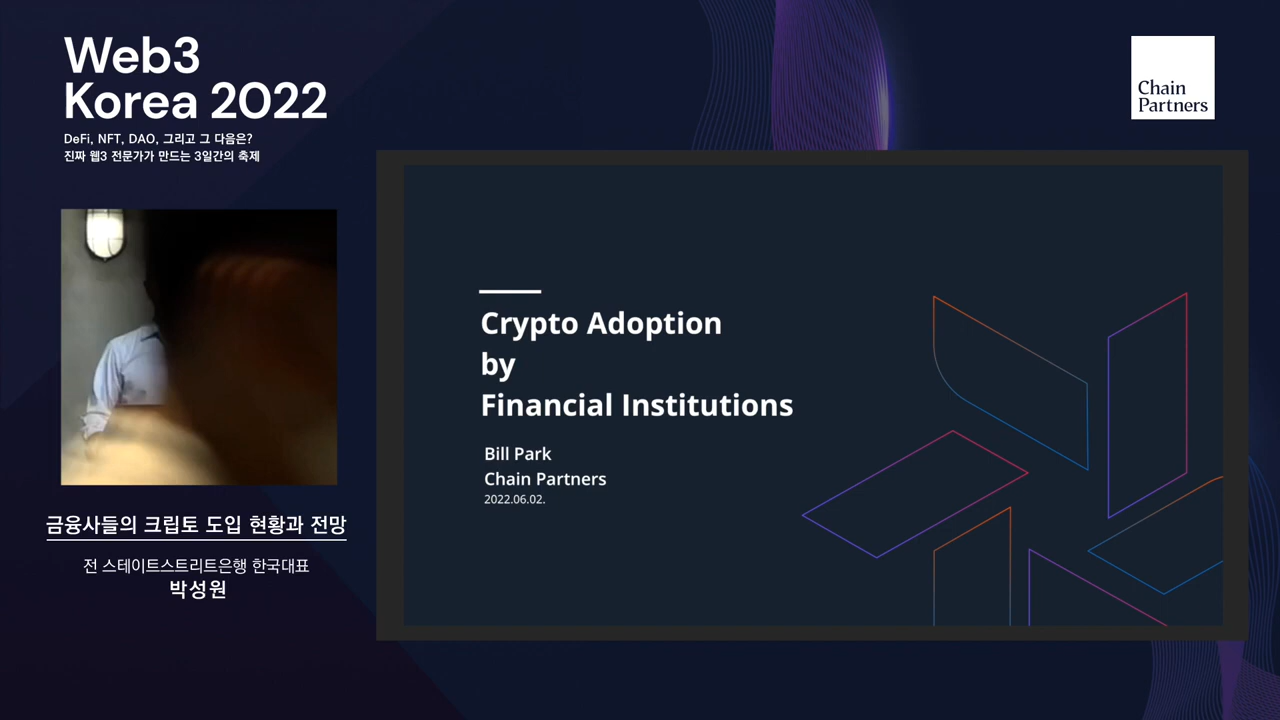 Web3
Korea 2022
DeFi, NFT, DAO, 그리고 그 다음은?
진짜 웹3 전문가가 만드는 3일간의 축제
Chain
Partners
Crypto Adoption
by
Financial Institutions
Bill Park
Chain Partners
2022.06.02.
금융사들의 크립토 도입 현황과 전망
전 스테이트스트리트은행 한국대표
박성원